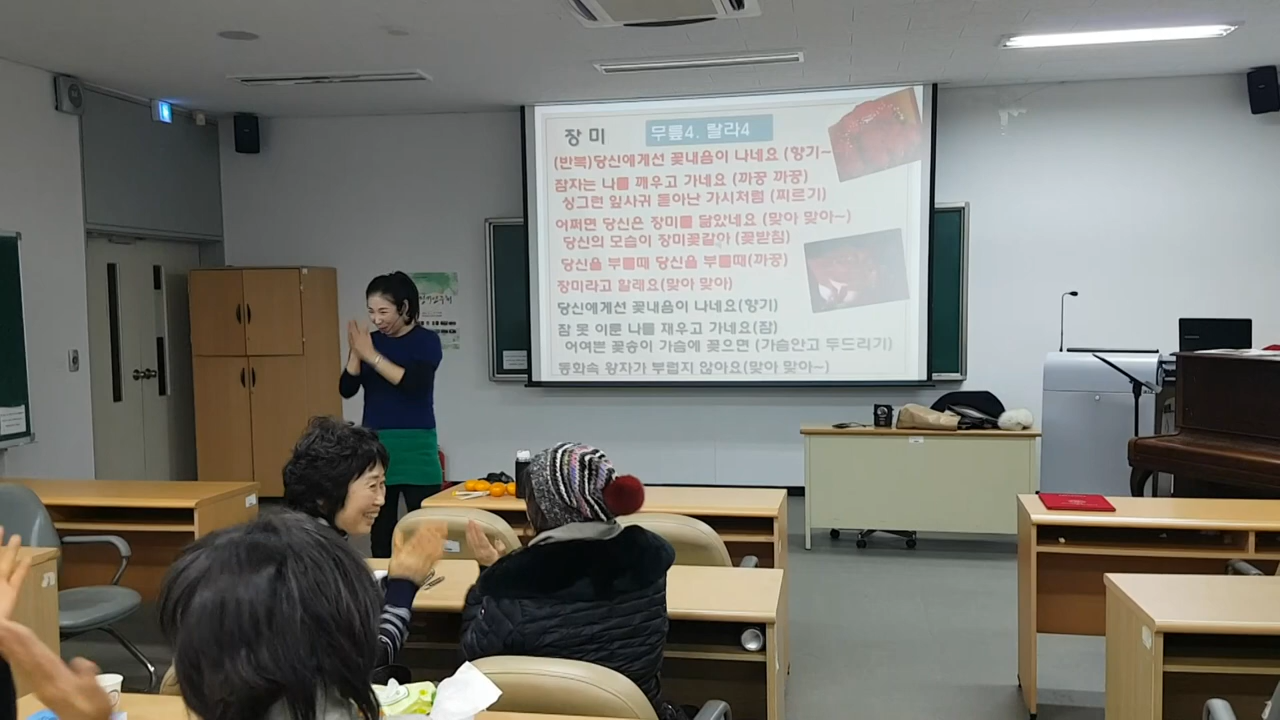 장미 무릎4. 랄라4
(반복)당신에게선 꽃내음이 나네요 (향기~
잠자는 나를 깨우고 가네요 (까꿍 까꿍)
싱그런 잎사귀 돋아난 가시처럼 (찌르기)
어쩌면 당신은 장미를 닮았네요 (맞아 맞아~)
당신의 모습이 장미꽃같아 (꽃받침)
당신을 부를때 당신을 부를때(까꿍)
장미라고 할래요(맞아 맞아)
당신에게선 꽃내음이 나네요(향기)
잠 못 이룬 나를 재우고 가네요(잠)
어여쁜 꽃송이 가슴에 꽂으면 (가슴안고 두드리기)
동화속 왕자가 부럽지 않아요(맞아 맞아~)